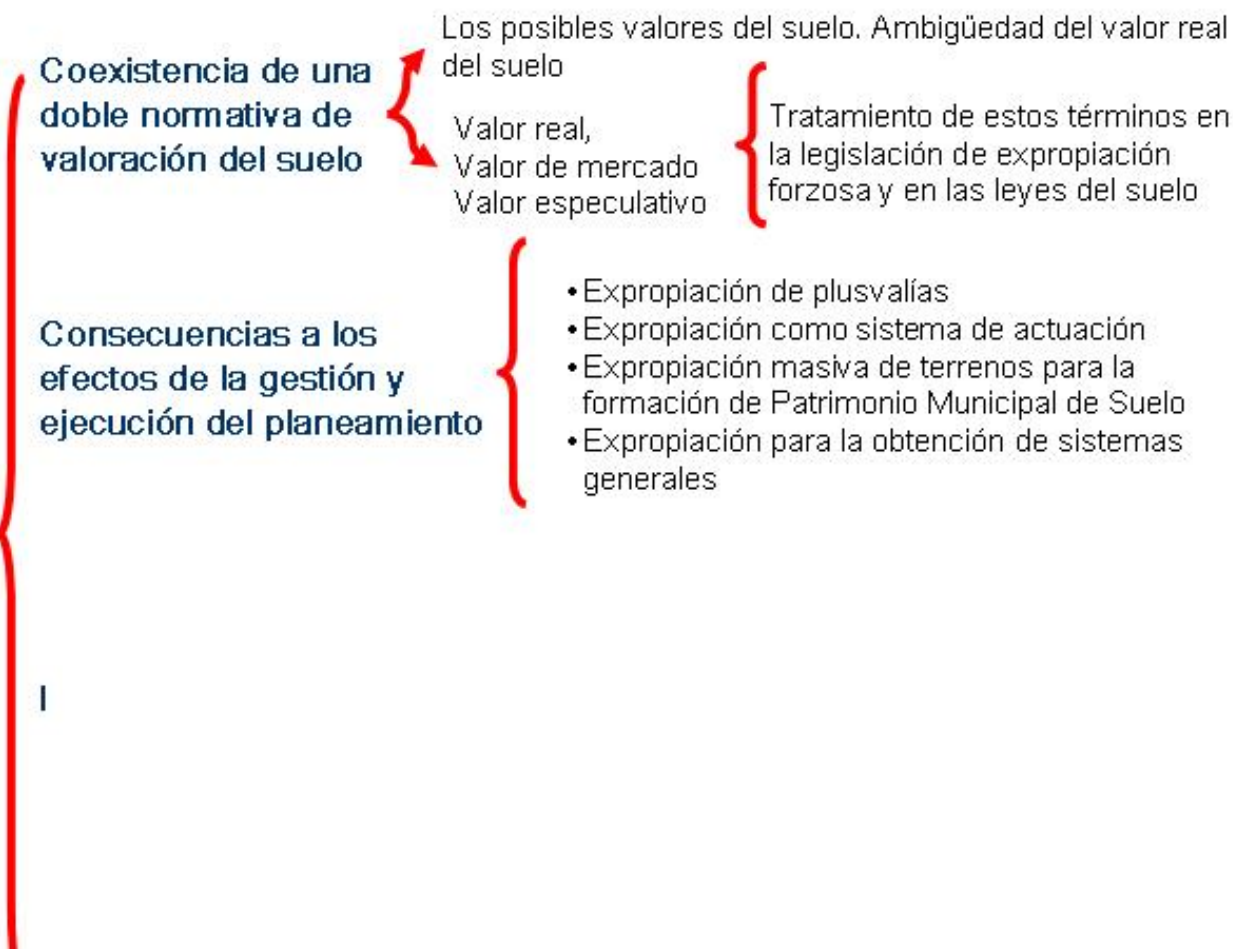 Coexistencia de una
doble normativa de
valoración del suelo
Los posibles valores del suelo. Ambigüedad del valor real
del suelo
Valor real,
Valor de mercado
Valor especulativo
Tratamiento de estos términos en
la legislación de expropiación
forzosa y en las leyes del suelo
Consecuencias a los
efectos de la gestión y
ejecución del planeamiento
•Expropiación de plusvalías
•Expropiación como sistema de actuación
•Expropiación masiva de terrenos para la
formación de Patrimonio Municipal de Suelo
•Expropiación para la obtención de sistemas
generales